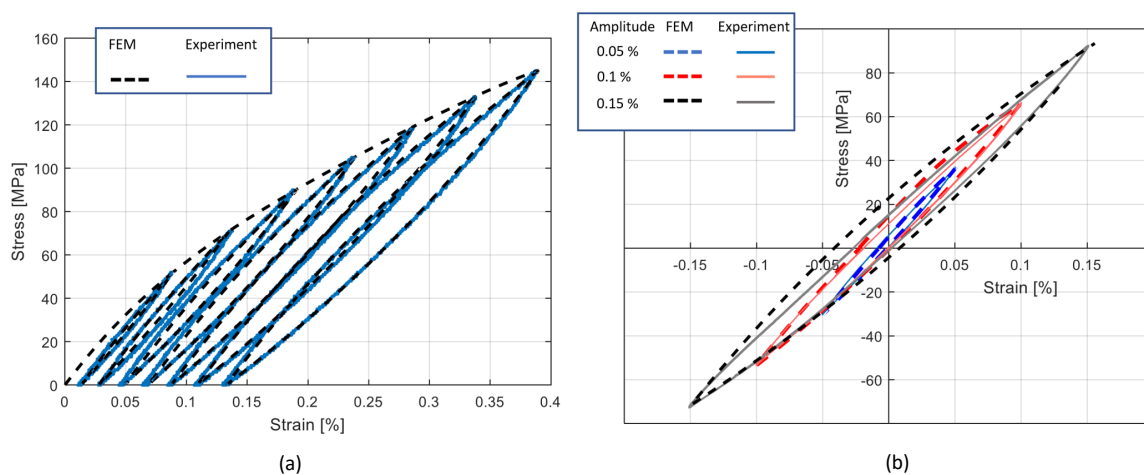 FEM Experiment
160
140
120
100
80
60
40
20
0
Stress [MPa]
0 0.05 0.1 0.15 0.2 0.25 0.3 0.35 0.4
Strain [%]
(a)
Amplitude FEM Experiment
0.05 %
0.1 %
0.15 %
80
60
40
20
-20
-40
-60
Stress [MPa]
-0.15 -0.1 -0.05 0.05 0.1 0.15
Strain [%]
(b)